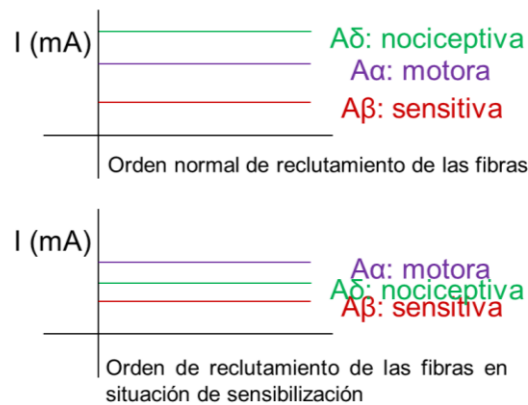 I (mA)
Aδ: nociceptiva
Aα: motora
Aβ: sensitiva
Orden normal de reclutamiento de las fibras
I (mA)
Aα: motora
Aδ: nociceptiva
Aβ: sensitiva
Orden de reclutamiento de las fibras en
situación de sensibilización